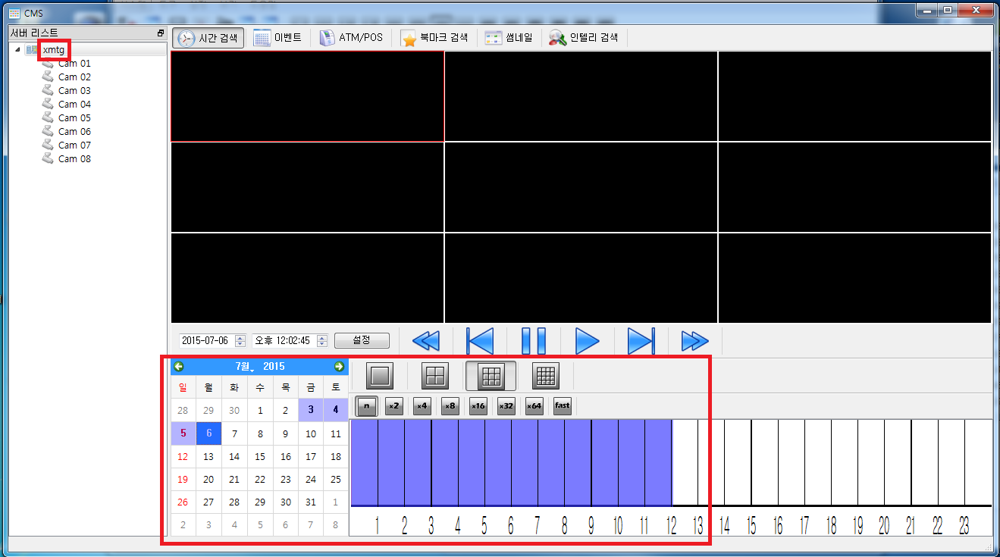 CMS
서버 리스트
시간 검색 이벤트 ATM/POS 북마크 검색 썸네일 인텔리 검색
xmtg
Cam 01
Cam 02
Cam 03
Cam 04
Cam 05
Cam 06
Cam 07
Cam 08
2015-07-06 오후 12:02:45 설정
7월, 2015
일 월 화 수 목 금 토
28 29 30 1 2 3 4
5 6 7 8 9 10 11
12 13 14 15 16 17 18
19 20 21 22 23 24 25
26 27 28 29 30 31 1
2 3 4 5 6 7 8
n x2 x4 x8 x16 x32 x64 fast
1 2 3 4 5 6 7 8 9 10 11 12 13 14 15 16 17 18 19 20 21 22 23